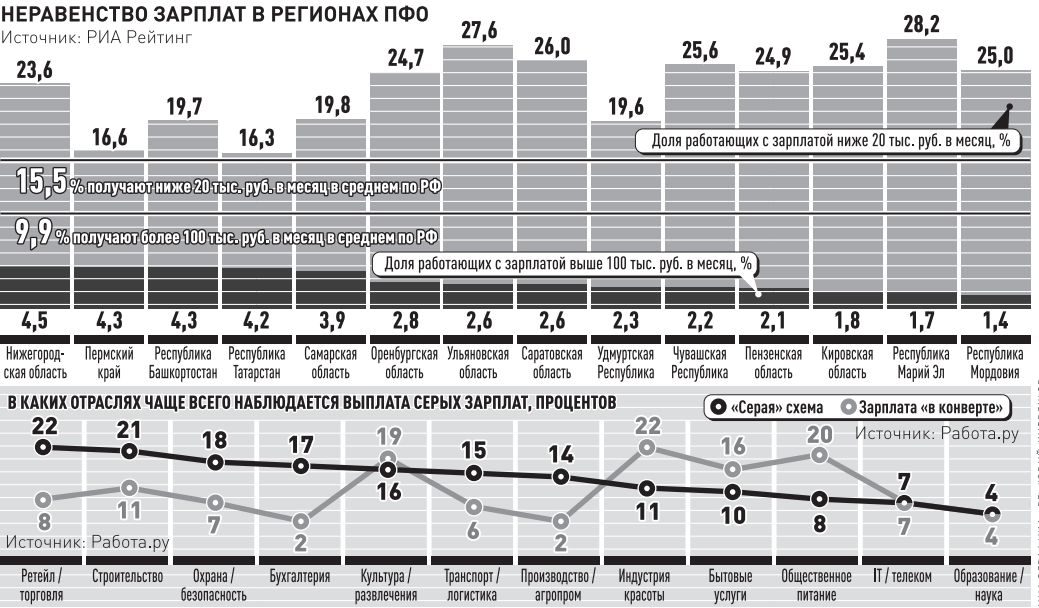 НЕРАВЕНСТВО ЗАРПЛАТ В РЕГИОНАХ ПФО
Источник: РИА Рейтинг
23,6 16,6 19,7 16,3 19,8 24,7 27,6 26,0 19,6 25,6 24,9 25,4 28,2 25,0
Доля работающих с зарплатой ниже 20 тыс. руб. в месяц, %
15,5 % получают ниже 20 тыс. руб. в месяц в среднем по РФ
9,9 % получают более 100 тыс. руб. в месяц в среднем по РФ
Доля работающих с зарплатой выше 100 тыс. руб. в месяц, %
4,5 4,3 4,3 4,2 3,9 2,8 2,6 2,6 2,3 2,2 2,1 1,8 1,7 1,4
Нижегород- Пермский Республика Республика Самарская Оренбургская Ульяновская Саратовская Удмуртская Чувашская Пензенская Кировская Республика Республика
ская область край Башкортостан Татарстан область область область область Республика Республика область область Марий Эл Мордовия
В КАКИХ ОТРАСЛЯХ ЧАЩЕ ВСЕГО НАБЛЮДАЕТСЯ ВЫПЛАТА СЕРЫХ ЗАРПЛАТ, ПРОЦЕНТОВ
«Серая» схема Зарплата «в конверте»
Источник: Работа.ру
22 21 18 17 19 15 14 22 16 20 7 4
8 11 7 2 16 6 2 11 10 8 7 4
Источник: Работа.ру
Ретейл / Строительство Охрана / Бухгалтерия Культура / Транспорт / Производство / Индустрия Бытовые Общественное IT / телеком Образование /
торговля безопасность развлечения логистика агропром красоты услуги питание наука